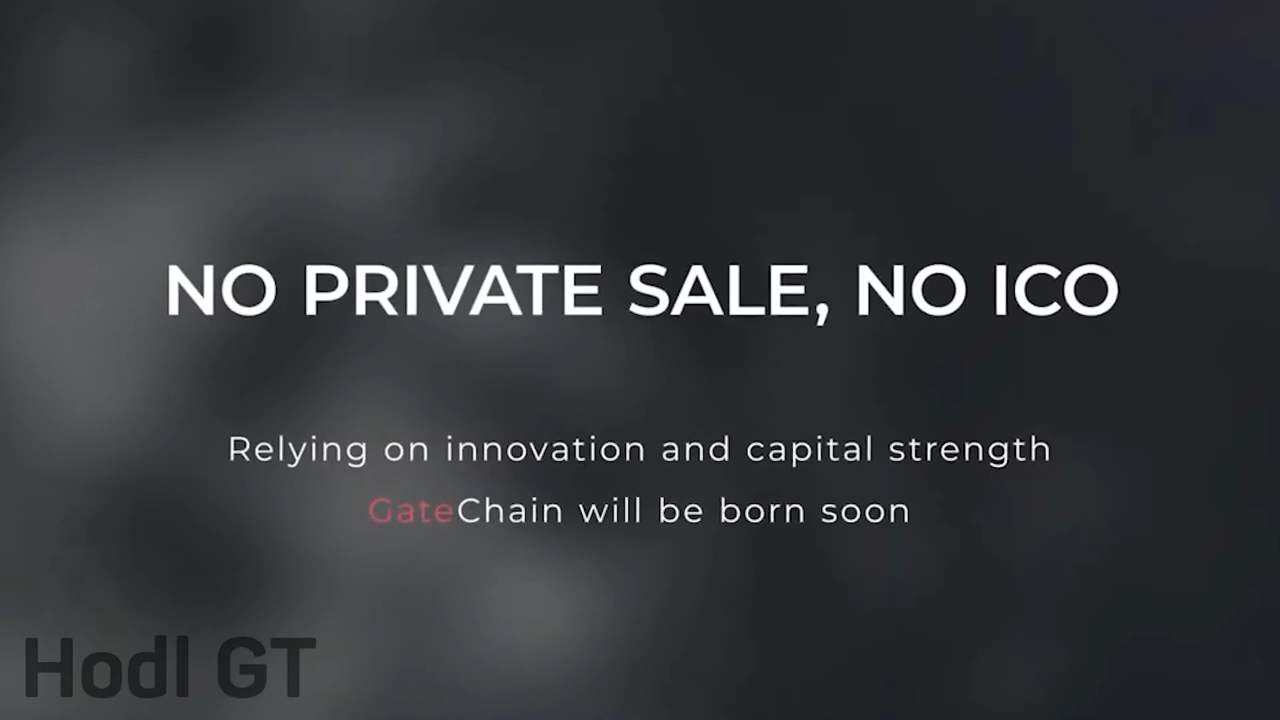 NO PRIVATE SALE, NO ICO
Relying on innovation and capital strength
GateChain will be born soon
Hodl GT